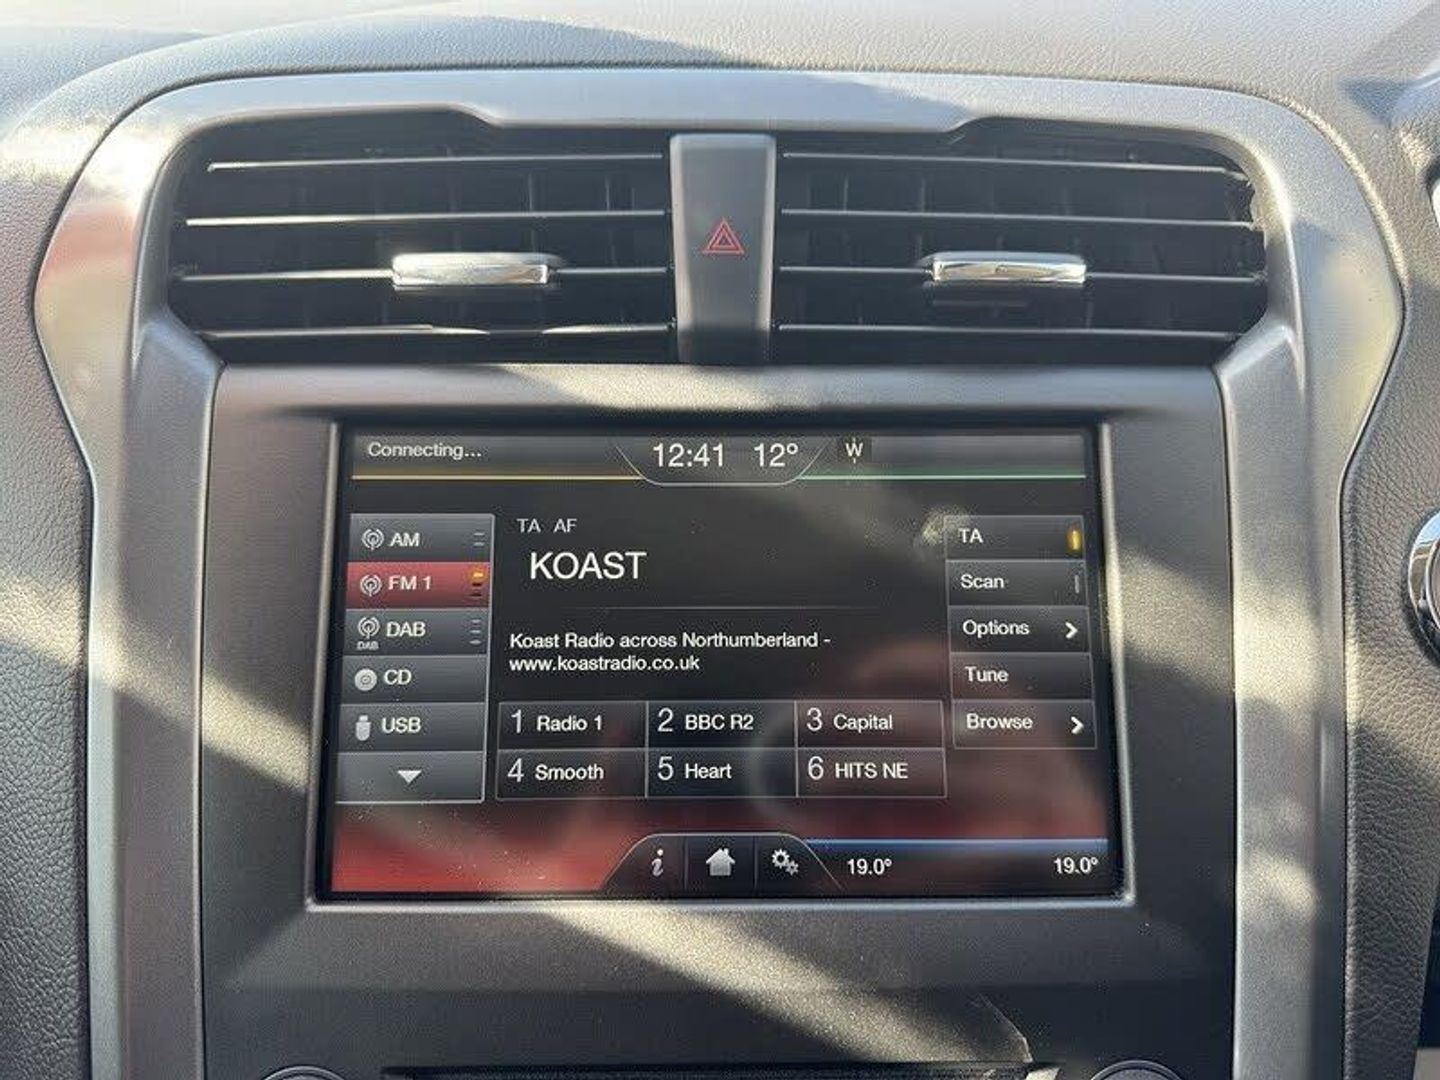 Connecting...
12:41 12° W
AM
FM 1
DAB
DAB
CD
USB
TA AF
KOAST
Koast Radio across Northumberland -
www.koastradio.co.uk
1 Radio 1 2 BBC R2 3 Capital
4 Smooth 5 Heart 6 HITS NE
TA
Scan
Options
Tune
Browse
i 19.0° 19.0°